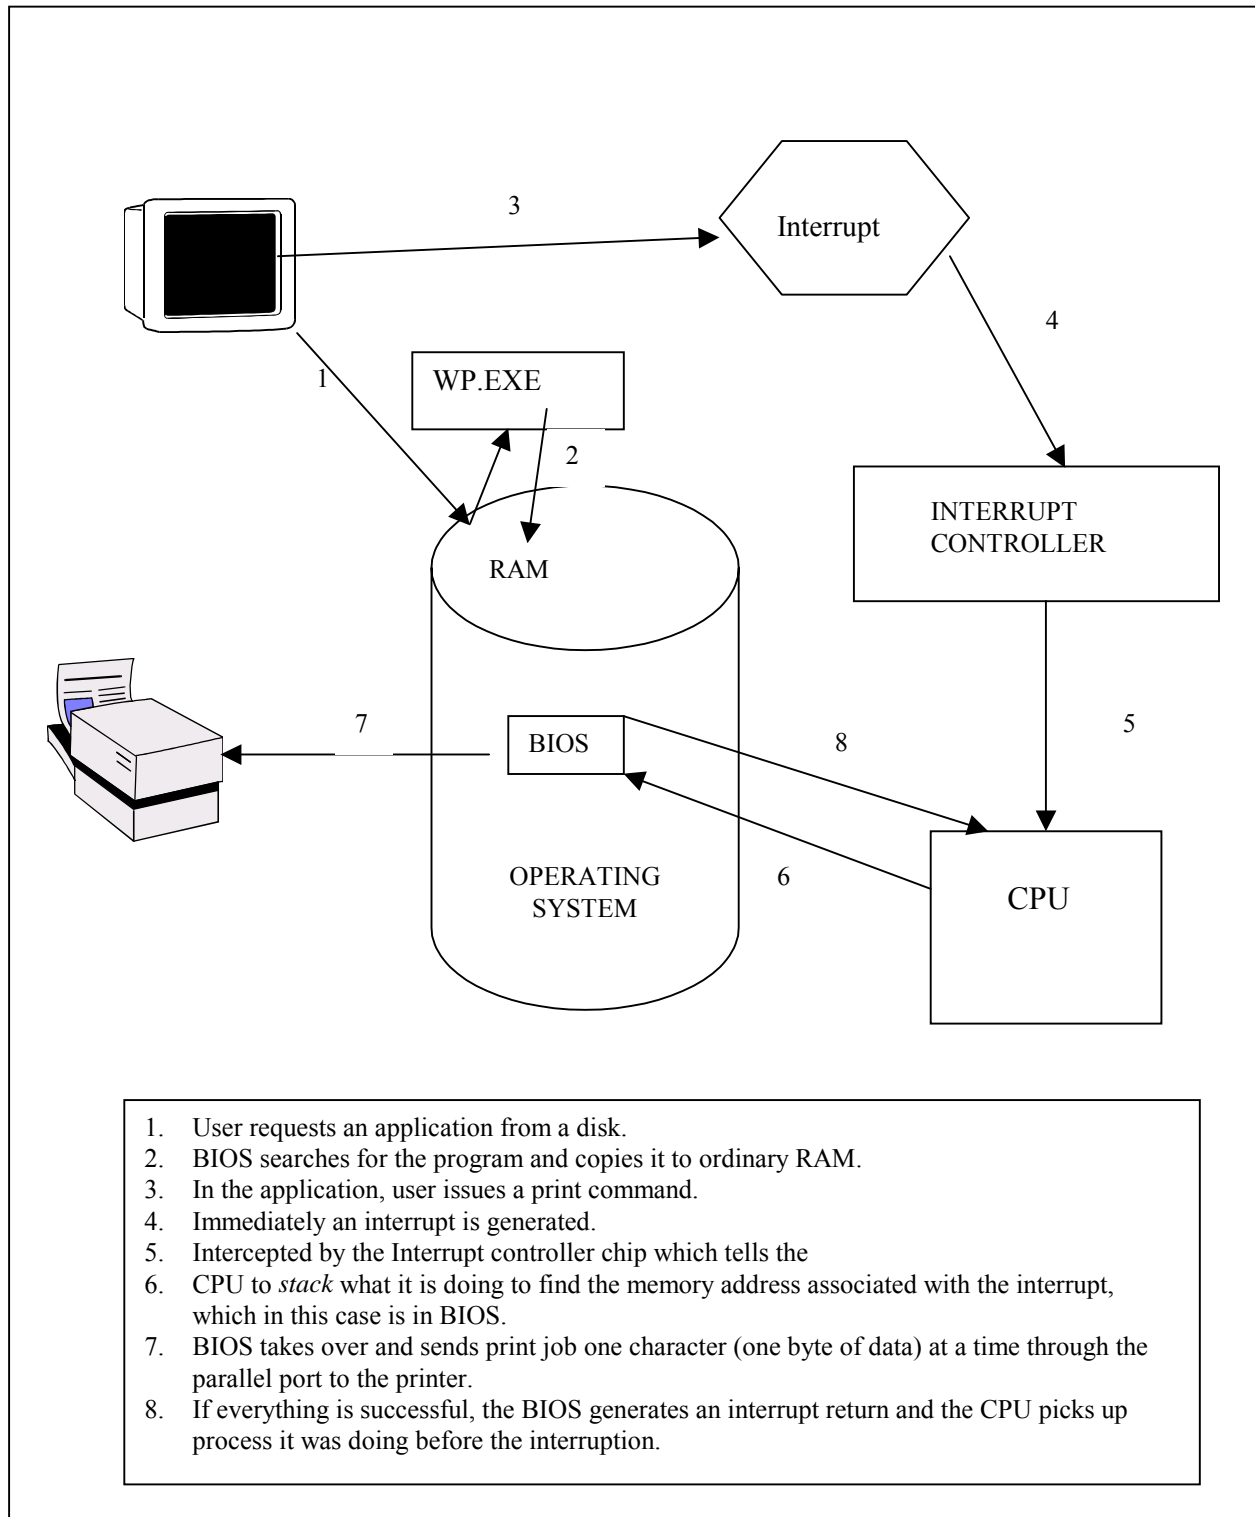 3
Interrupt
4
1
WP.EXE
2
INTERRUPT
CONTROLLER
RAM
7
BIOS
8
5
OPERATING
SYSTEM
6
CPU
1. User requests an application from a disk.
2. BIOS searches for the program and copies it to ordinary RAM.
3. In the application, user issues a print command.
4. Immediately an interrupt is generated.
5. Intercepted by the Interrupt controller chip which tells the
6. CPU to stack what it is doing to find the memory address associated with the interrupt,
which in this case is in BIOS.
7. BIOS takes over and sends print job one character (one byte of data) at a time through the
parallel port to the printer.
8. If everything is successful, the BIOS generates an interrupt return and the CPU picks up
process it was doing before the interruption.